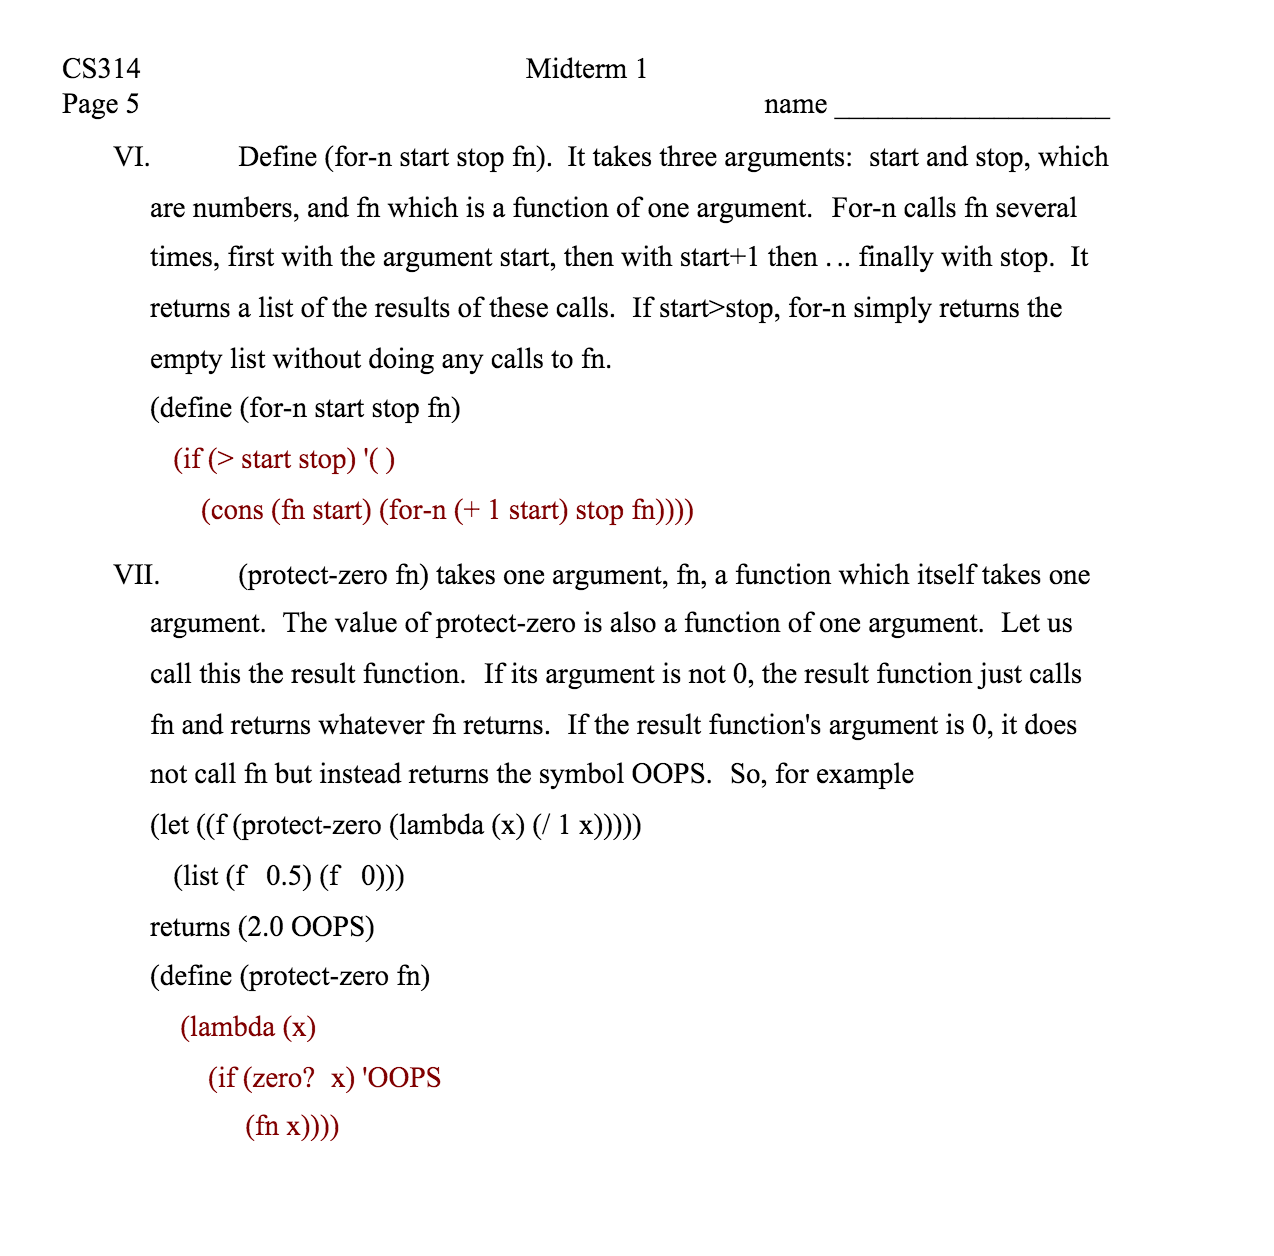 CS314 Midterm 1
Page 5 name ___________________
VI. Define (for-n start stop fn). It takes three arguments: start and stop, which
are numbers, and fn which is a function of one argument. For-n calls fn several
times, first with the argument start, then with start+1 then . .. finally with stop. It
returns a list of the results of these calls. If start>stop, for-n simply returns the
empty list without doing any calls to fn.
(define (for-n start stop fn)
(if (> start stop) '( )
(cons (fn start) (for-n (+ 1 start) stop fn))))
VII. (protect-zero fn) takes one argument, fn, a function which itself takes one
argument. The value of protect-zero is also a function of one argument. Let us
call this the result function. If its argument is not 0, the result function just calls
fn and returns whatever fn returns. If the result function's argument is 0, it does
not call fn but instead returns the symbol OOPS. So, for example
(let ((f (protect-zero (lambda (x) (/ 1 x)))))
(list (f 0.5) (f 0)))
returns (2.0 OOPS)
(define (protect-zero fn)
(lambda (x)
(if (zero? x) 'OOPS
(fn x))))